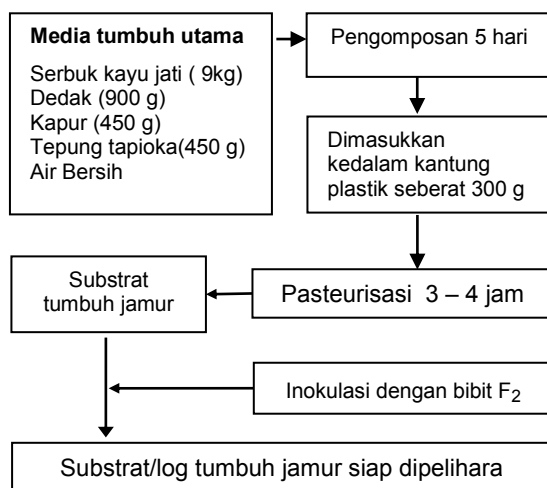 Media tumbuh utama
Serbuk kayu jati ( 9kg)
Dedak (900 g)
Kapur (450 g)
Tepung tapioka(450 g)
Air Bersih
Pengomposan 5 hari
Dimasukkan
kedalam kantung
plastik seberat 300 g
Pasteurisasi 3 – 4 jam
Substrat
tumbuh jamur
Inokulasi dengan bibit F₂
Substrat/log tumbuh jamur siap dipelihara